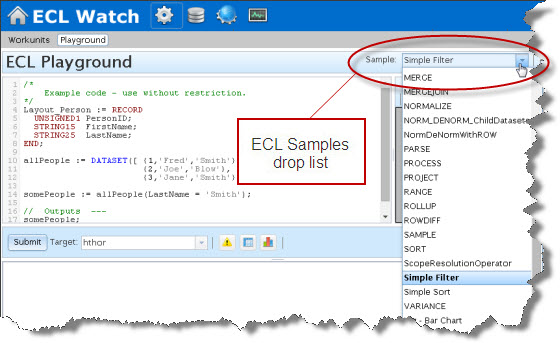 ECL Watch
Workunits Playground
ECL Playground
Sample: Simple Filter
1 /*
2 Example code - use without restriction.
3 */
4 Layout_Person := RECORD
5 UNSIGNED1 PersonID;
6 STRING15 FirstName;
7 STRING25 LastName;
8 END;
9
10 allPeople := DATASET([ (1,'Fred','Smith')
11 (2,'Joe','Blow'),
12 (3,'Jane','Smith')
13
14 somePeople := allPeople(LastName = 'Smith');
15
16 // Outputs ---
17 somePeople;
ECL Samples
drop list
MERGE
MERGEJOIN
NORMALIZE
NORM_DENORM_ChildDataset
NormDeNormWithROW
PARSE
PROCESS
PROJECT
RANGE
ROLLUP
ROWDIFF
SAMPLE
SORT
ScopeResolutionOperator
Simple Filter
Simple Sort
VARIANCE
- Bar Chart
Submit Target: hthor